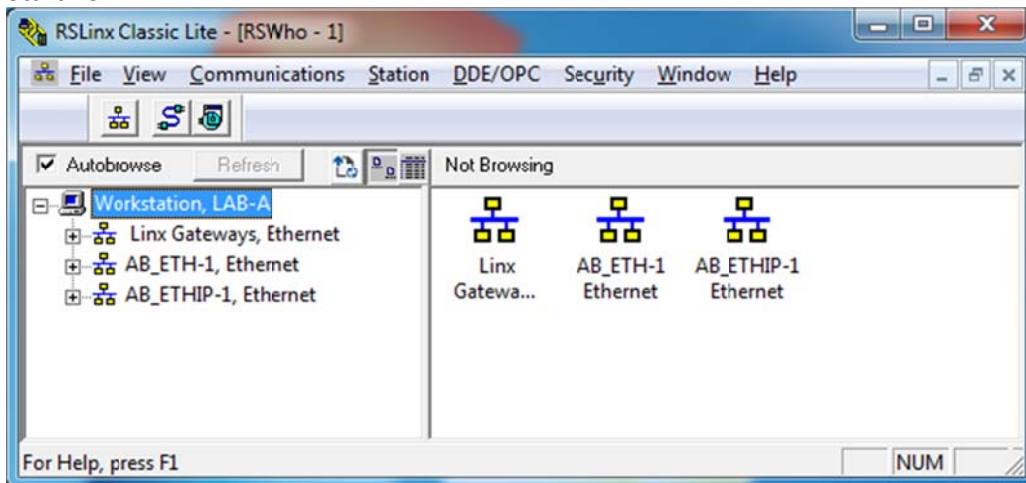 RSLinx Classic Lite - [RSWho - 1]
File View Communications Station DDE/OPC Security Window Help
Autobrowse Refresh Not Browsing
Workstation, LAB-A
Linx Gateways, Ethernet
AB_ETH-1, Ethernet
AB_ETHIP-1, Ethernet
Linx Gatewa...
AB_ETH-1 Ethernet
AB_ETHIP-1 Ethernet
For Help, press F1 NUM